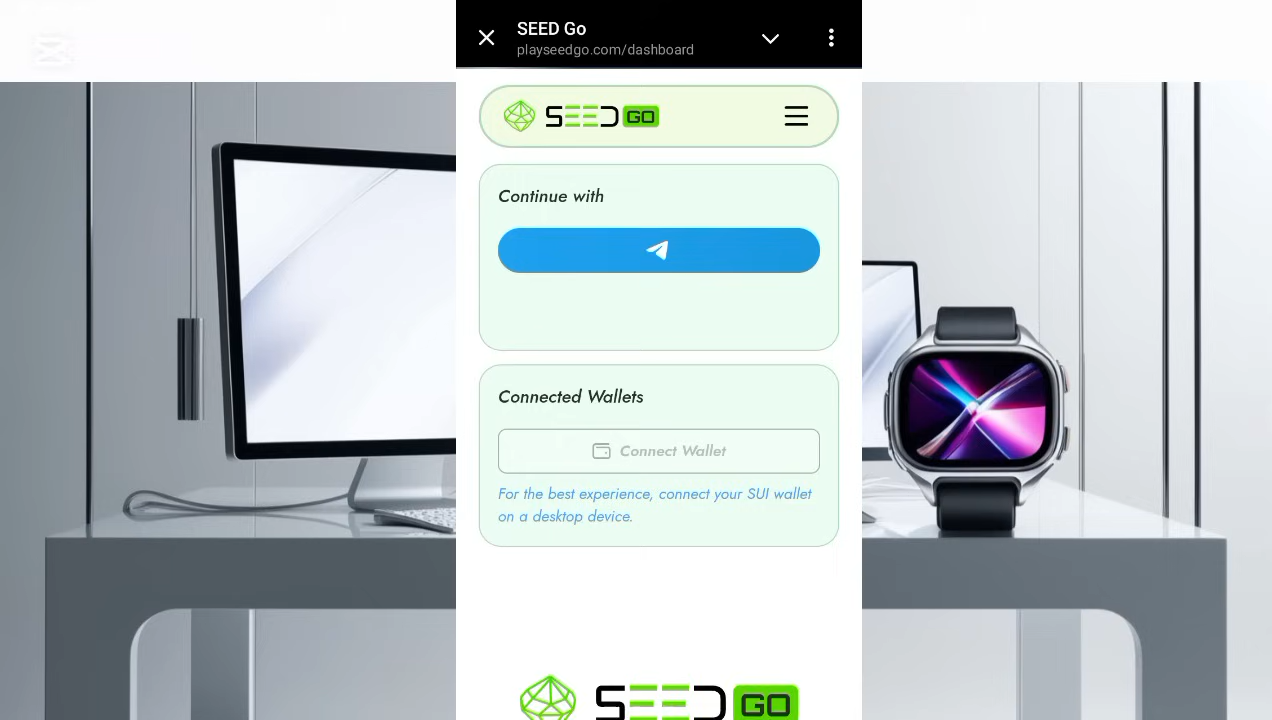 SEED Go
playseedgo.com/dashboard
SEED GO
Continue with
Connected Wallets
Connect Wallet
For the best experience, connect your SUI wallet
on a desktop device.
SEED GO